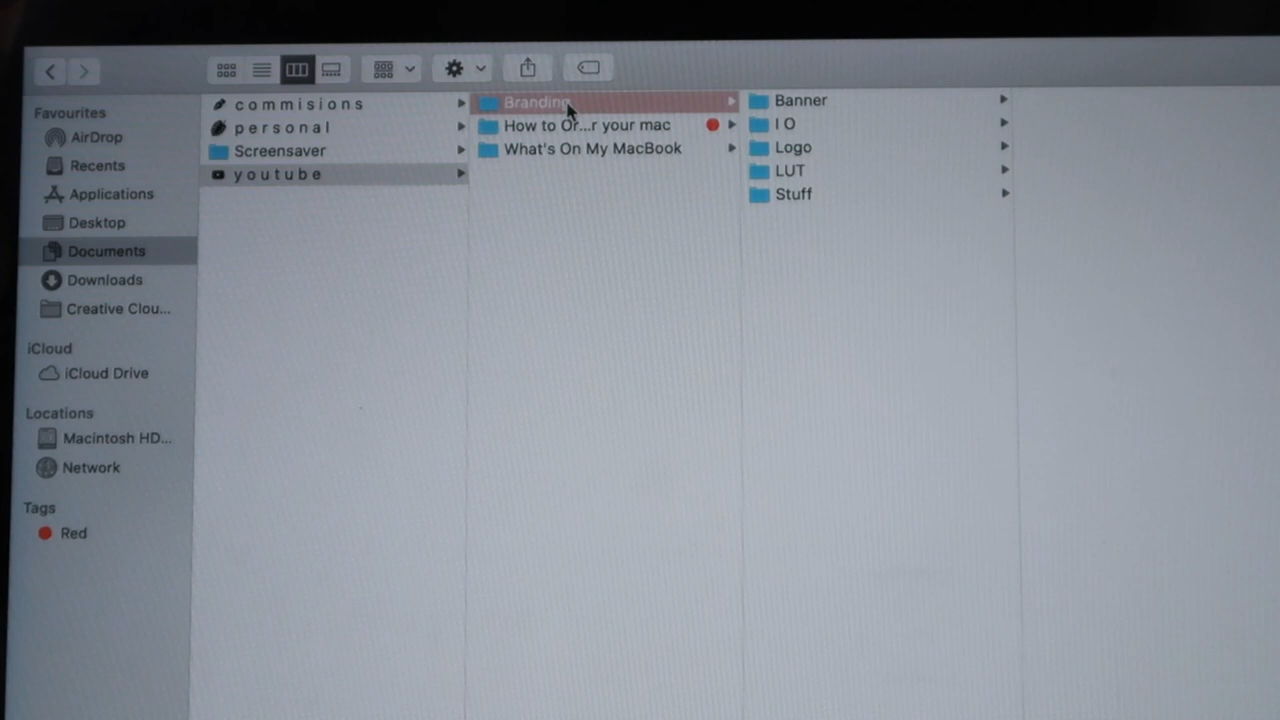 Favourites
AirDrop
Recents
Applications
Desktop
Documents
Downloads
Creative Clou...
iCloud
iCloud Drive
Locations
Macintosh HD...
Network
Tags
Red
commisions
personal
Screensaver
youtube
Branding
How to Or...r your mac
What's On My MacBook
Banner
I O
Logo
LUT
Stuff